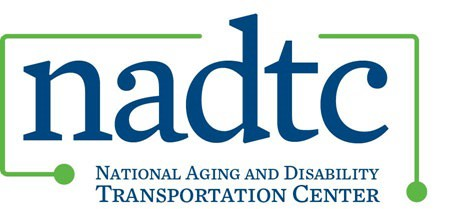 nadtc
NATIONAL AGING AND DISABILITY
TRANSPORTATION CENTER